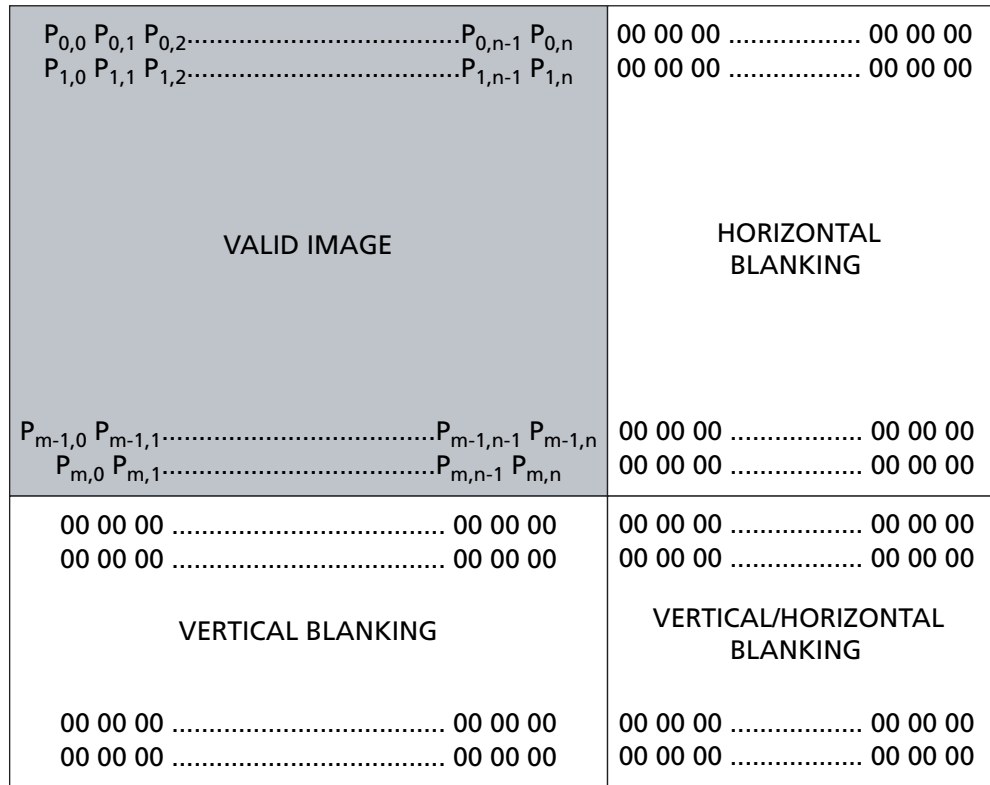 P0,0 P0,1 P0,2.....................................P0,n-1 P0,n 00 00 00 .................. 00 00 00
P1,0 P1,1 P1,2.....................................P1,n-1 P1,n 00 00 00 .................. 00 00 00
VALID IMAGE
HORIZONTAL
BLANKING
Pm-1,0 Pm-1,1.....................................Pm-1,n-1 Pm-1,n 00 00 00 .................. 00 00 00
Pm,0 Pm,1.....................................Pm,n-1 Pm,n 00 00 00 .................. 00 00 00
00 00 00 ..................................... 00 00 00 00 00 00 .................. 00 00 00
00 00 00 ..................................... 00 00 00 00 00 00 .................. 00 00 00
VERTICAL BLANKING
VERTICAL/HORIZONTAL
BLANKING
00 00 00 ..................................... 00 00 00 00 00 00 .................. 00 00 00
00 00 00 ..................................... 00 00 00 00 00 00 .................. 00 00 00